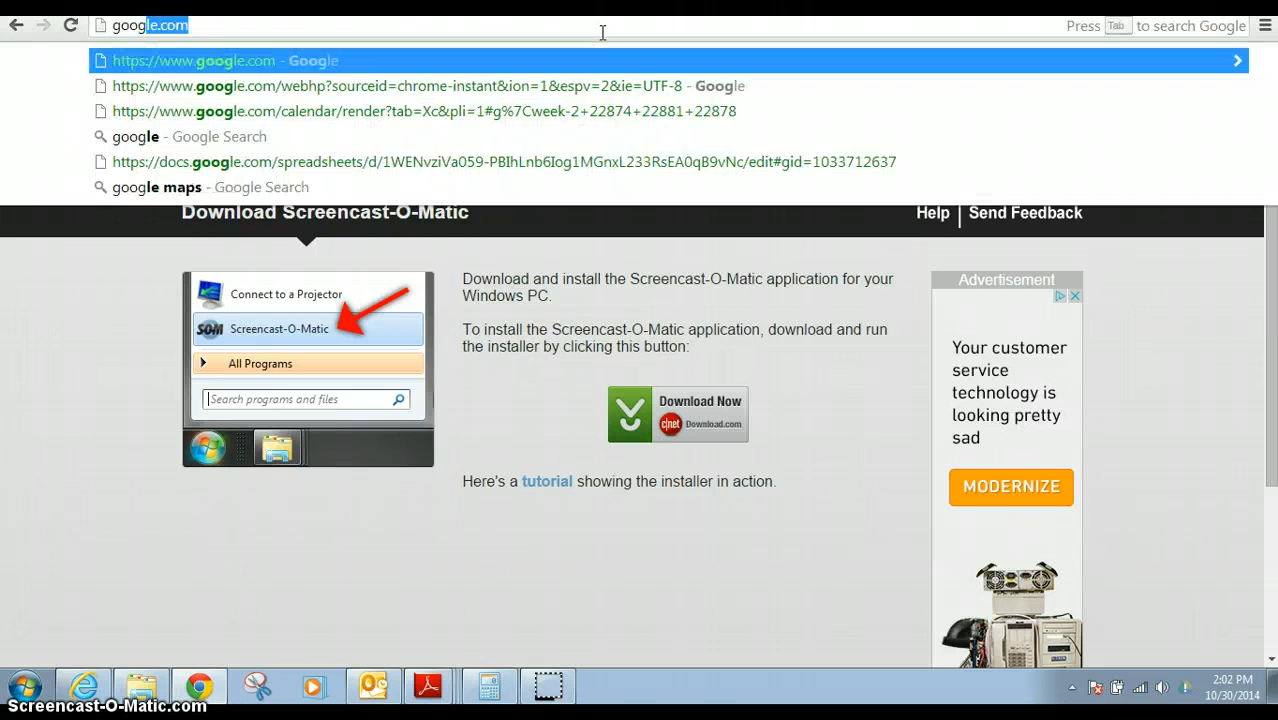 google.com
Press Tab to search Google
https://www.google.com - Google
https://www.google.com/webhp?sourceid=chrome-instant&ion=1&espv=2&ie=UTF-8 - Google
https://www.google.com/calendar/render?tab=Xc&pli=1#g%7Cweek-2+22874+22881+22878
google - Google Search
https://docs.google.com/spreadsheets/d/1WENvziVa059-PBIhLnb6Iog1MGnxL233RsEA0qB9vNc/edit#gid=1033712637
google maps - Google Search
Download Screencast-O-Matic
Help | Send Feedback
Connect to a Projector
SOM Screencast-O-Matic
All Programs
Search programs and files
Download and install the Screencast-O-Matic application for your
Windows PC.
To install the Screencast-O-Matic application, download and run
the installer by clicking this button:
Download Now
c|net Download.com
Here's a tutorial showing the installer in action.
Advertisement
Your customer
service
technology is
looking pretty
sad
MODERNIZE
2:02 PM
10/30/2014
Screencast-O-Matic.com